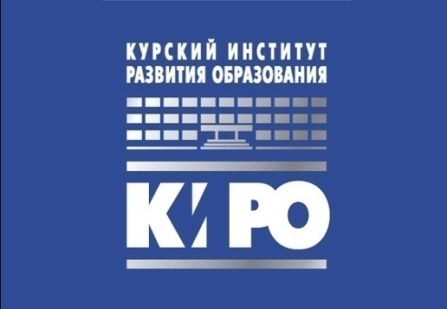 КУРСКИЙ ИНСТИТУТ
РАЗВИТИЯ ОБРАЗОВАНИЯ
КИРО